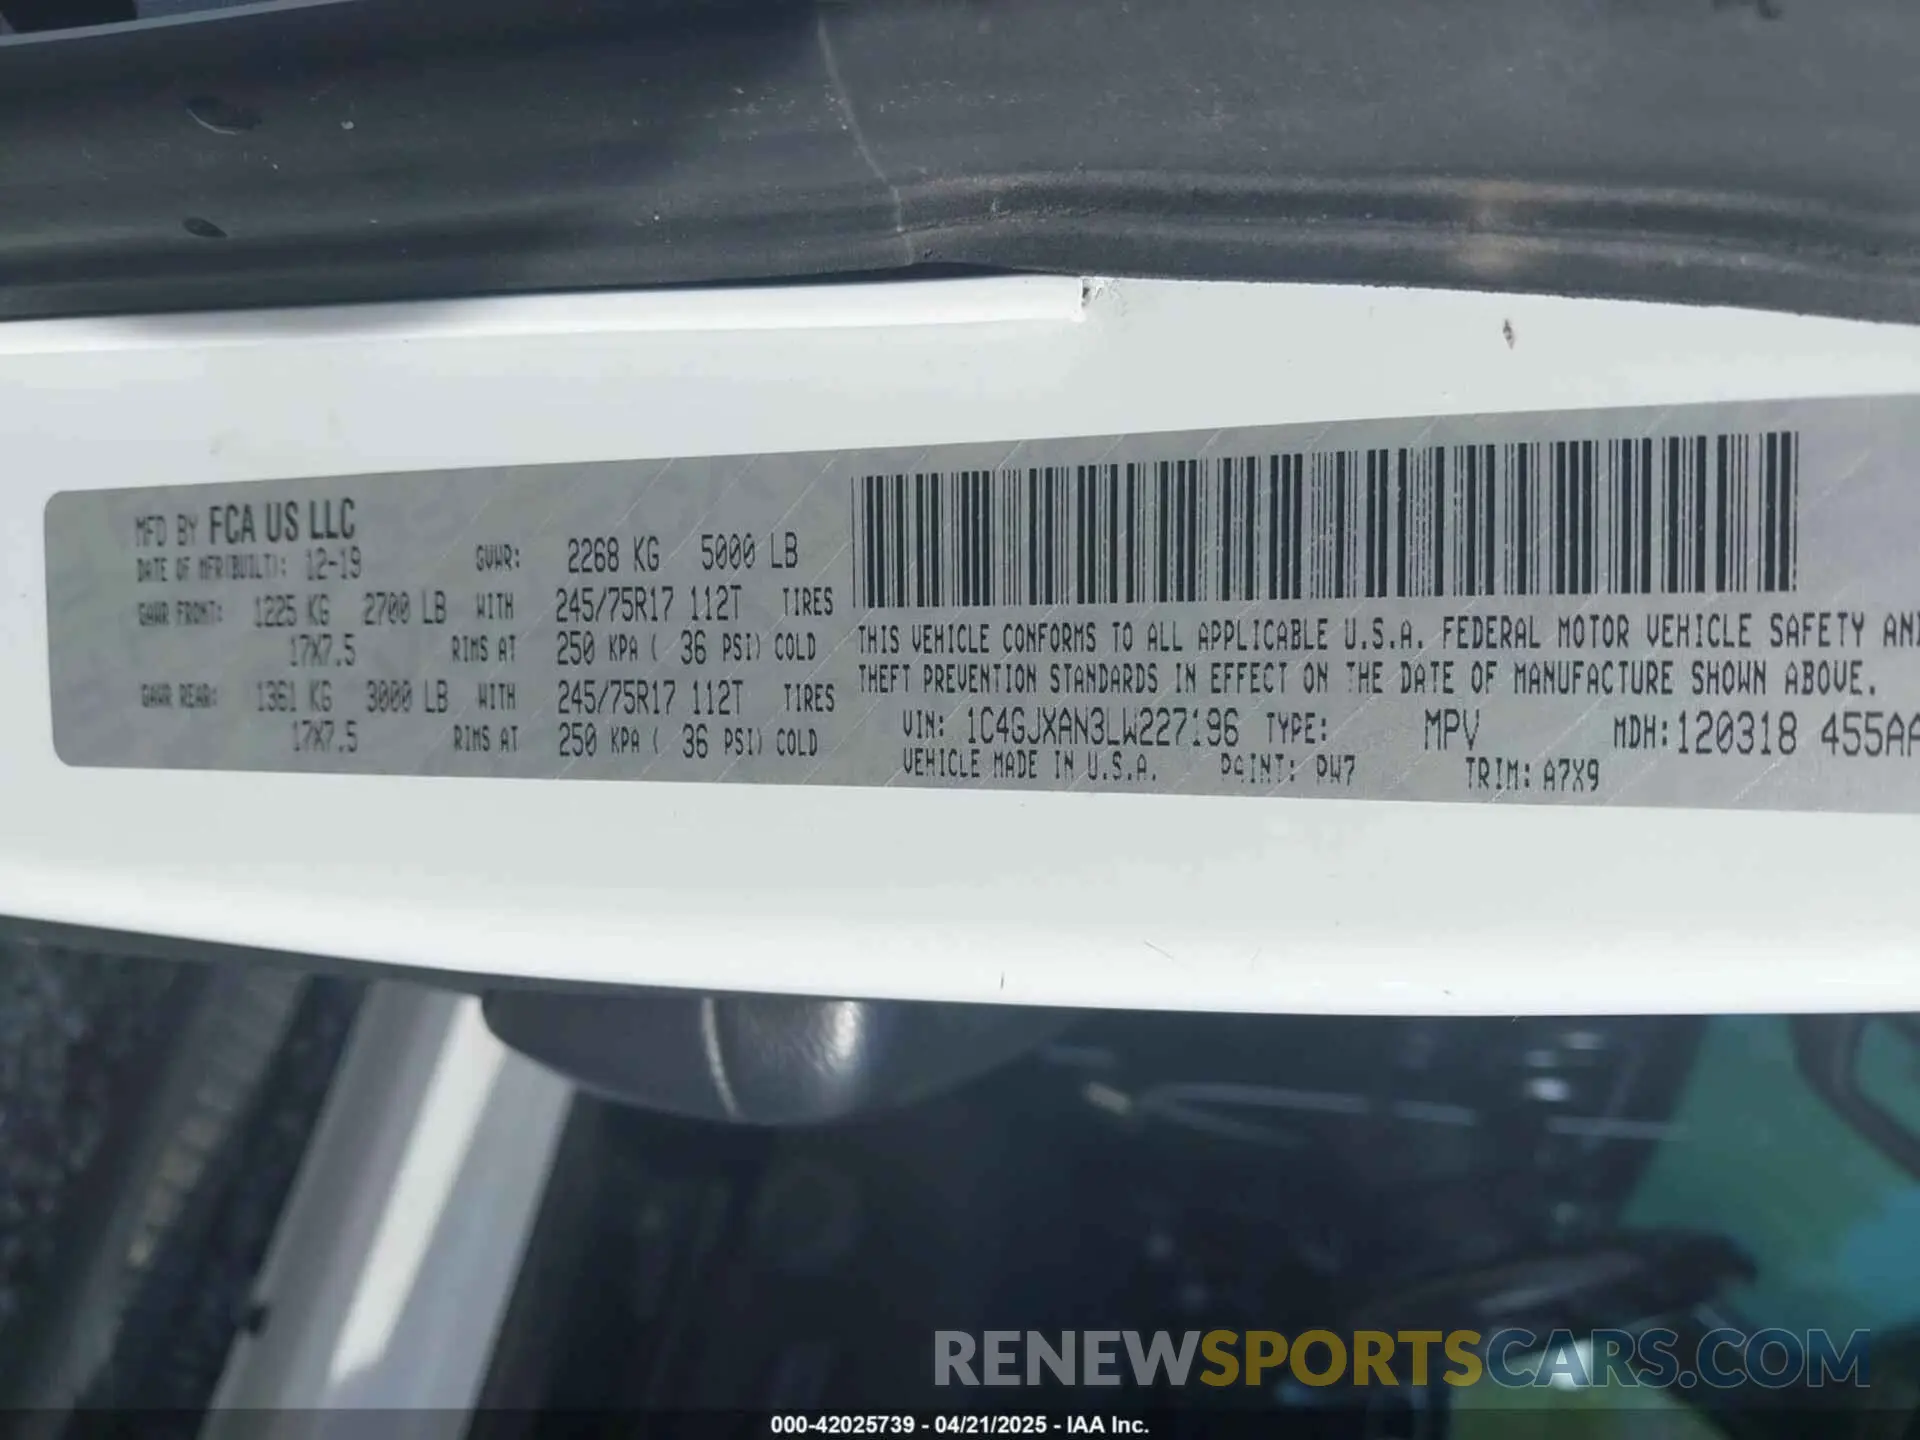 MFD BY FCA US LLC
DATE OF MFR(BUILT): 12-19 GVWR: 2268 KG 5000 LB
GAWR FRONT: 1225 KG 2700 LB WITH 245/75R17 112T TIRES
17X7.5 RIMS AT 250 KPA ( 36 PSI) COLD
GAWR REAR: 1361 KG 3000 LB WITH 245/75R17 112T TIRES
17X7.5 RIMS AT 250 KPA ( 36 PSI) COLD
THIS VEHICLE CONFORMS TO ALL APPLICABLE U.S.A. FEDERAL MOTOR VEHICLE SAFETY AN
THEFT PREVENTION STANDARDS IN EFFECT ON THE DATE OF MANUFACTURE SHOWN ABOVE.
VIN: 1C4GJXAN3LW227196 TYPE: MPV MDH:120318 455AA
VEHICLE MADE IN U.S.A. PAINT: PW7 TRIM: A7X9
RENEWSPORTSCARS.COM
000-42025739 - 04/21/2025 - IAA Inc.